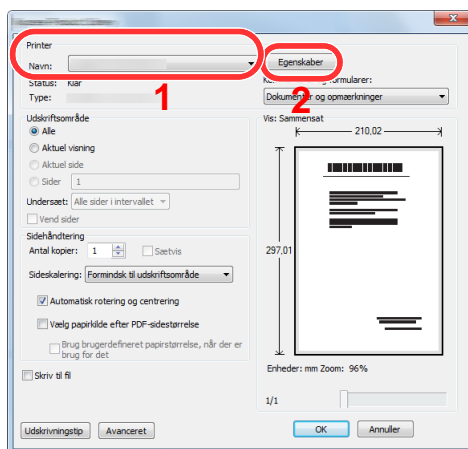 Printer
Navn:
Egenskaber
Status: Klar
1
2
formularer:
Type:
Dokumenter og opmærkninger
Udskriftsområde
Vis: Sammensat
Alle
210,02
Aktuel visning
Aktuel side
Sider 1
Undersæt: Alle sider i intervallet
Vend sider
Sidehåndtering
Antal kopier: 1 Sætvis
297,01
Sideskalering: Formindsk til udskriftsområde
Automatisk rotering og centrering
Vælg papirkilde efter PDF-sidestørrelse
Brug brugerdefineret papirstørrelse, når der er
brug for det
Enheder: mm Zoom: 96%
Skriv til fil
1/1
Udskrivningstip
Avanceret
OK
Annuller